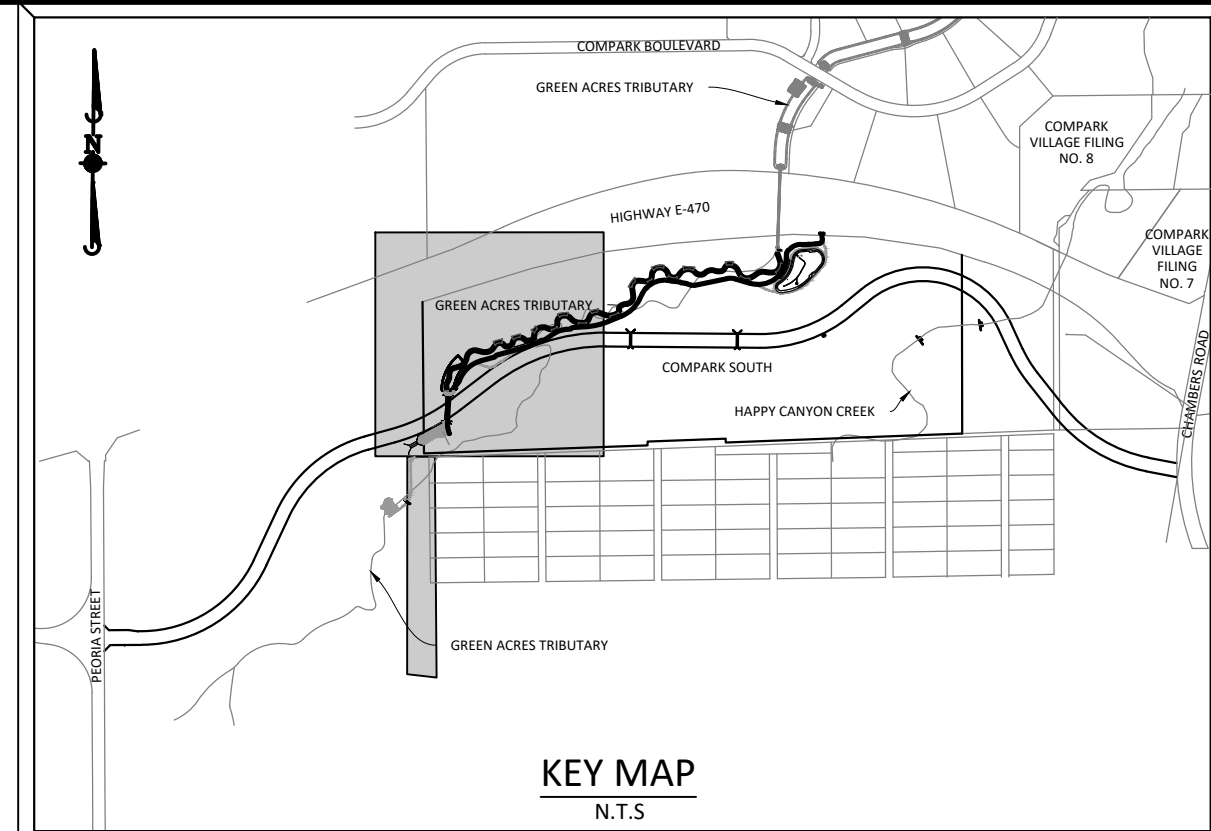 COMPARK BOULEVARD
GREEN ACRES TRIBUTARY
COMPARK
VILLAGE FILING
NO. 8
N
HIGHWAY E-470
COMPARK
VILLAGE
FILING
NO. 7
GREEN ACRES TRIBUTARY
COMPARK SOUTH
HAPPY CANYON CREEK
CHAMBERS ROAD
PEORIA STREET
GREEN ACRES TRIBUTARY
KEY MAP
N.T.S